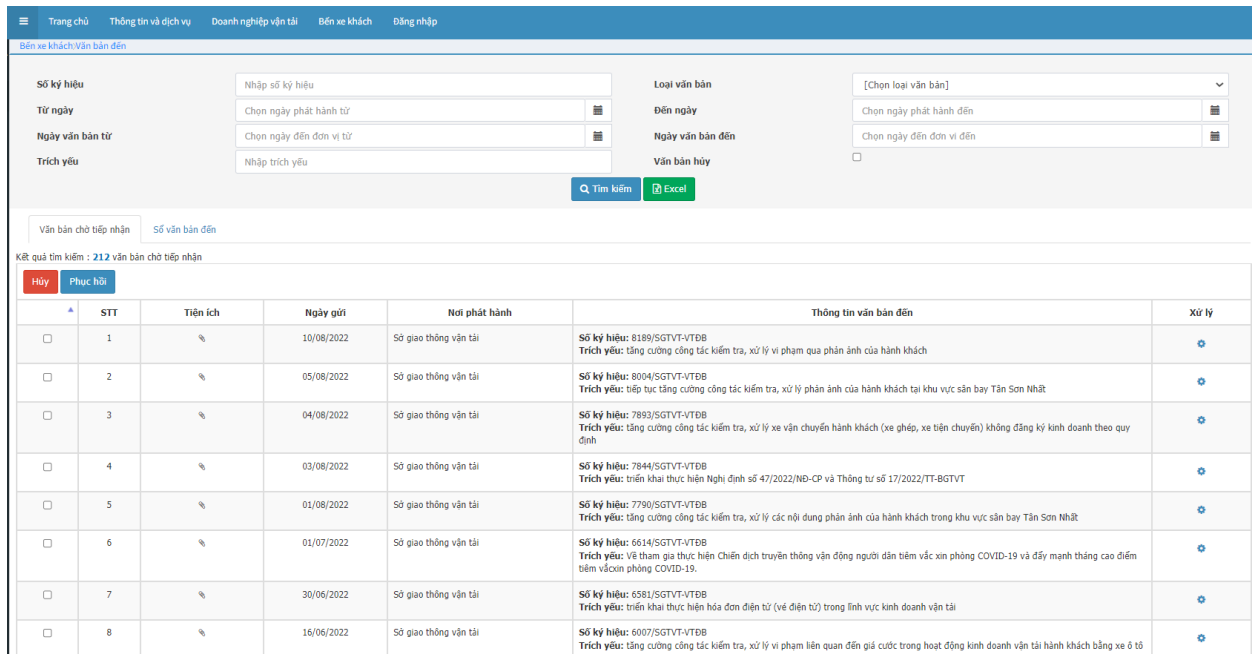 Trang chủ Thông tin và dịch vụ Doanh nghiệp vận tải Bến xe khách Đăng nhập
Bến xe khách\Văn bản đến
Số ký hiệu Nhập số ký hiệu Loại văn bản [Chọn loại văn bản]
Từ ngày Chọn ngày phát hành từ Đến ngày Chọn ngày phát hành đến
Ngày văn bản từ Chọn ngày đến đơn vị từ Ngày văn bản đến Chọn ngày đến đơn vi đến
Trích yếu Nhập trích yếu Văn bản hủy
Tìm kiếm Excel
Văn bản chờ tiếp nhận Sổ văn bản đến
Kết quả tìm kiếm : 212 văn bản chờ tiếp nhận
Hủy Phục hồi
STT Tiện ích Ngày gửi Nơi phát hành Thông tin văn bản đến Xử lý
1 10/08/2022 Sở giao thông vận tải Số ký hiệu: 8189/SGTVT-VTĐB
Trích yếu: tăng cường công tác kiểm tra, xử lý vi phạm qua phản ánh của hành khách
2 05/08/2022 Sở giao thông vận tải Số ký hiệu: 8004/SGTVT-VTĐB
Trích yếu: tiếp tục tăng cường công tác kiểm tra, xử lý phản ánh của hành khách tại khu vực sân bay Tân Sơn Nhất
3 04/08/2022 Sở giao thông vận tải Số ký hiệu: 7893/SGTVT-VTĐB
Trích yếu: tăng cường công tác kiểm tra, xử lý xe vận chuyển hành khách (xe ghép, xe tiện chuyến) không đăng ký kinh doanh theo quy
định
4 03/08/2022 Sở giao thông vận tải Số ký hiệu: 7844/SGTVT-VTĐB
Trích yếu: triển khai thực hiện Nghị định số 47/2022/NĐ-CP và Thông tư số 17/2022/TT-BGTVT
5 01/08/2022 Sở giao thông vận tải Số ký hiệu: 7790/SGTVT-VTĐB
Trích yếu: tăng cường công tác kiểm tra, xử lý các nội dung phản ánh của hành khách trong khu vực sân bay Tân Sơn Nhất
6 01/07/2022 Sở giao thông vận tải Số ký hiệu: 6614/SGTVT-VTĐB
Trích yếu: Về tham gia thực hiện Chiến dịch truyền thông vận động người dân tiêm vắc xin phòng COVID-19 và đẩy mạnh tháng cao điểm
tiêm vắcxin phòng COVID-19.
7 30/06/2022 Sở giao thông vận tải Số ký hiệu: 6581/SGTVT-VTĐB
Trích yếu: triển khai thực hiện hóa đơn điện tử (vé điện tử) trong lĩnh vực kinh doanh vận tải
8 16/06/2022 Sở giao thông vận tải Số ký hiệu: 6007/SGTVT-VTĐB
Trích yếu: tăng cường công tác kiểm tra, xử lý vi phạm liên quan đến giá cước trong hoạt động kinh doanh vận tải hành khách bằng xe ô tô